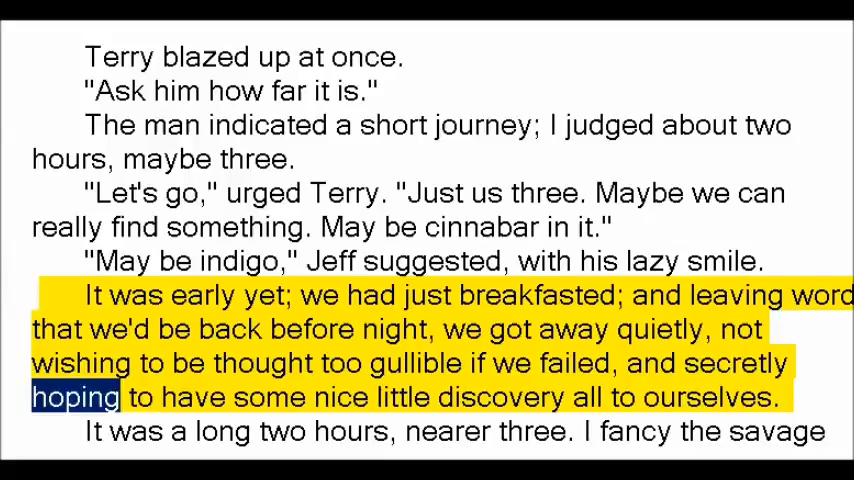 Terry blazed up at once.
"Ask him how far it is."
The man indicated a short journey; I judged about two
hours, maybe three.
"Let's go," urged Terry. "Just us three. Maybe we can
really find something. May be cinnabar in it."
"May be indigo," Jeff suggested, with his lazy smile.
It was early yet; we had just breakfasted; and leaving word
that we'd be back before night, we got away quietly, not
wishing to be thought too gullible if we failed, and secretly
hoping to have some nice little discovery all to ourselves.
It was a long two hours, nearer three. I fancy the savage